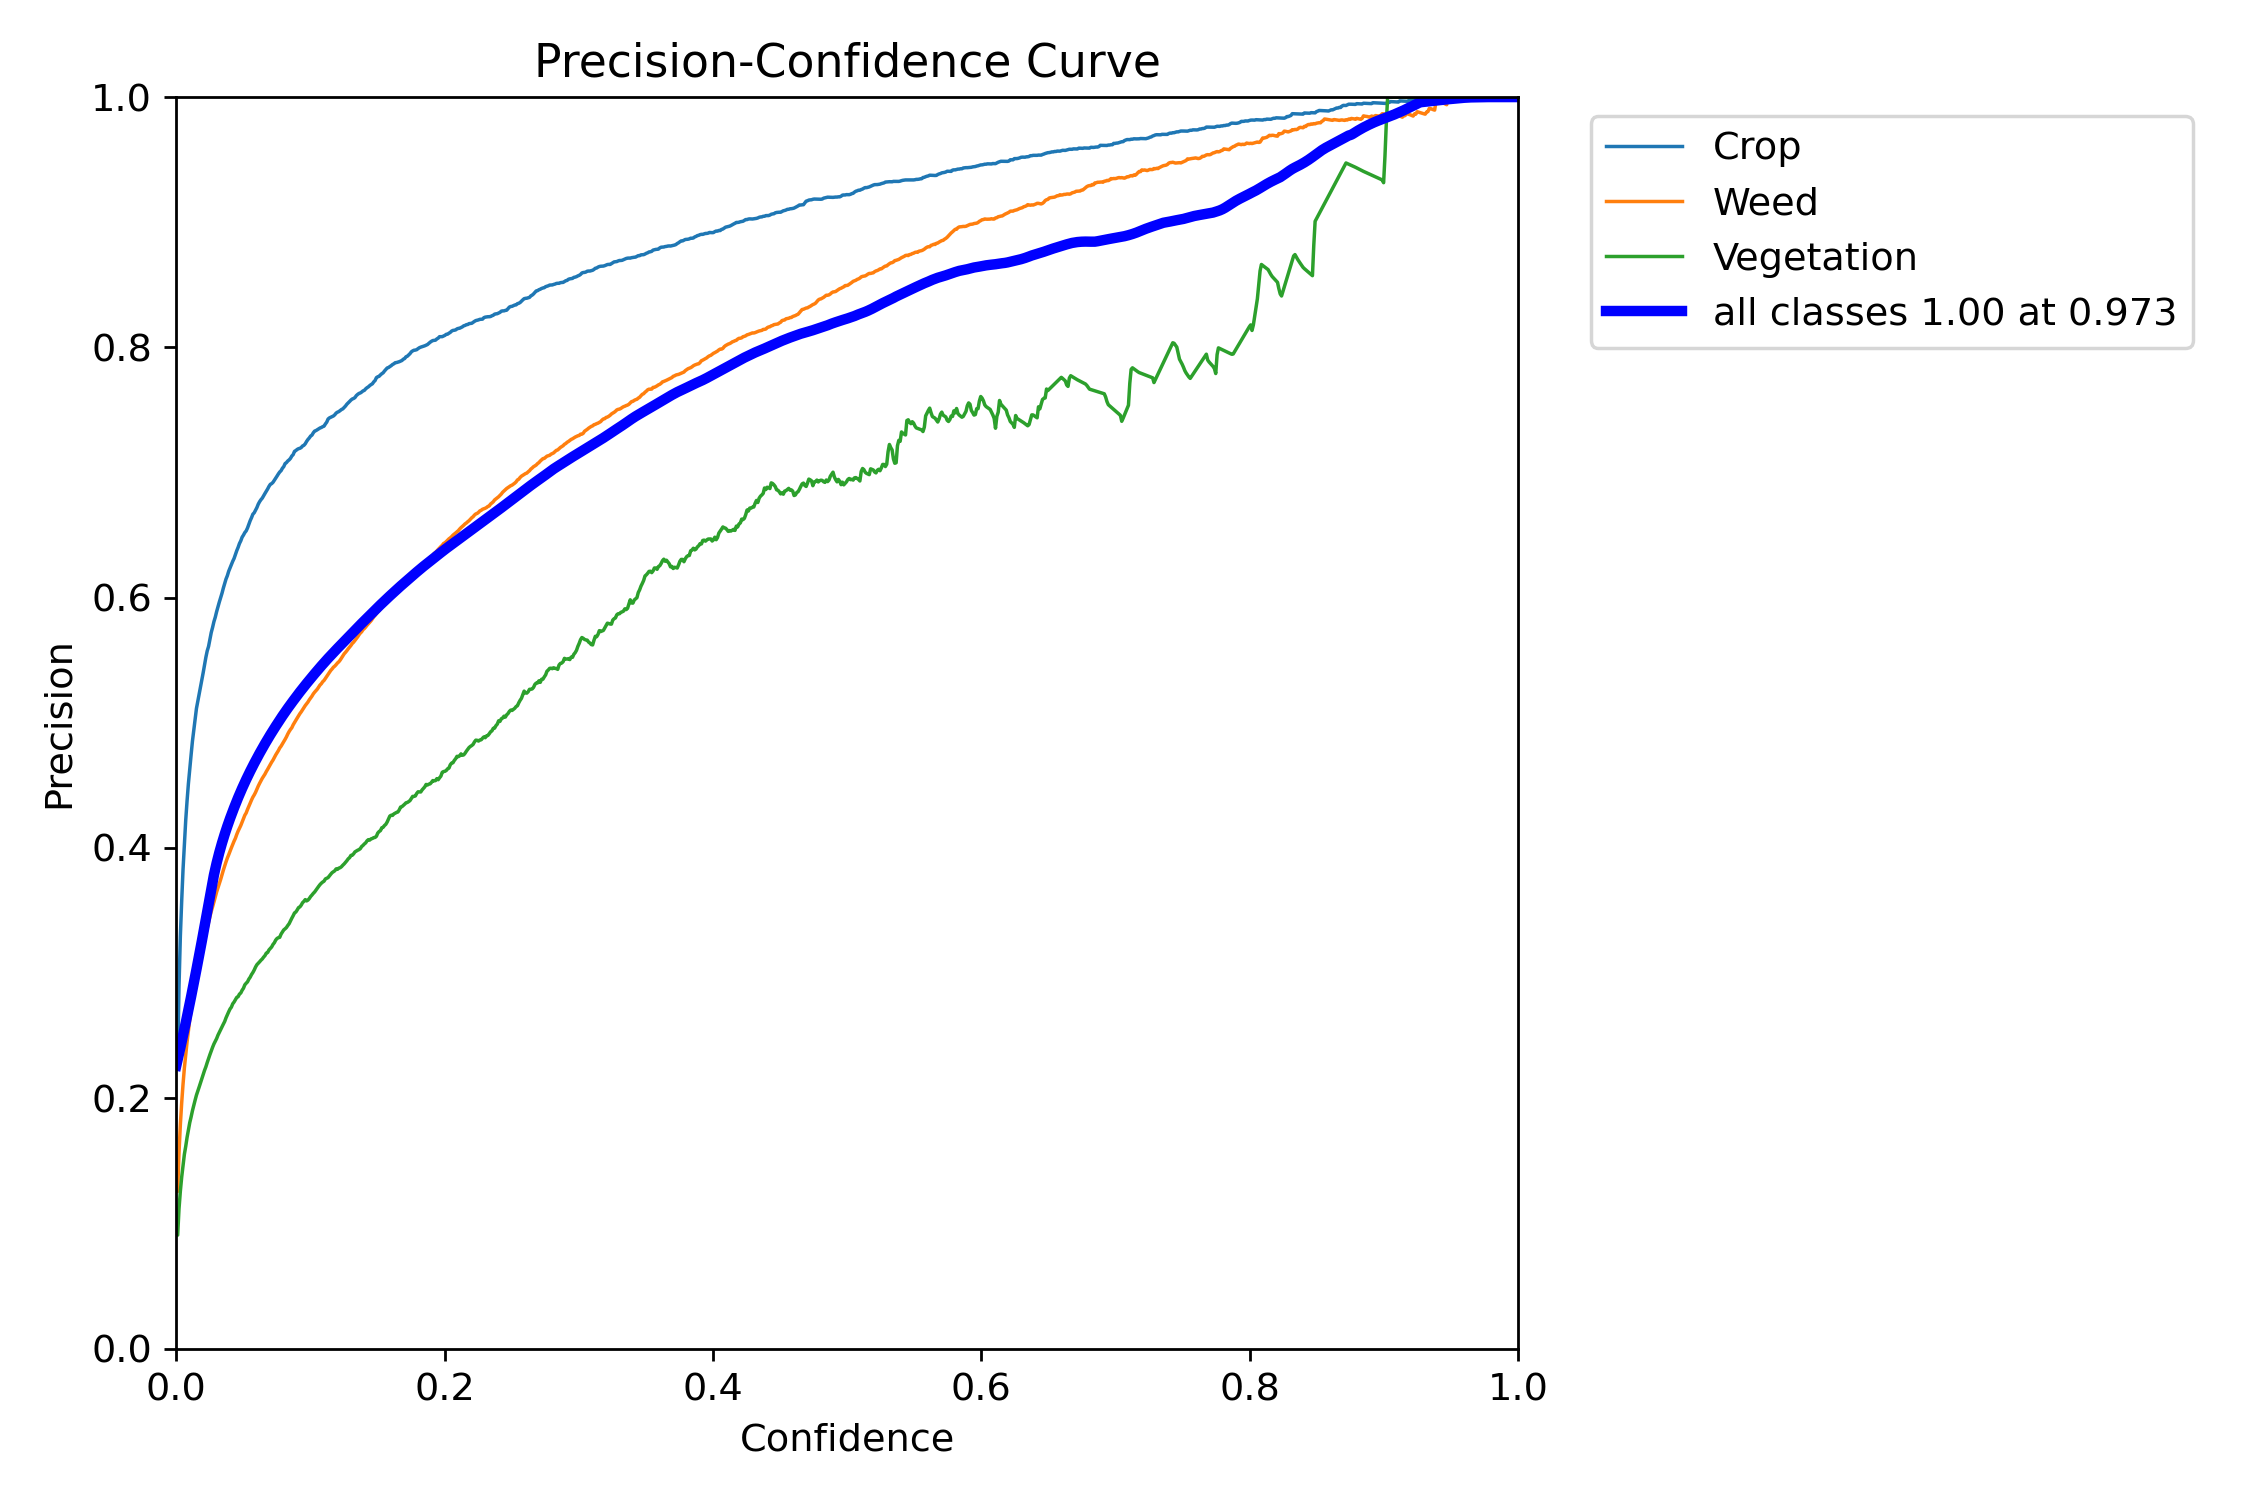 Precision-Confidence Curve
1.0
0.8
0.6
0.4
0.2
0.0
Precision
0.0 0.2 0.4 0.6 0.8 1.0
Confidence
Crop
Weed
Vegetation
all classes 1.00 at 0.973